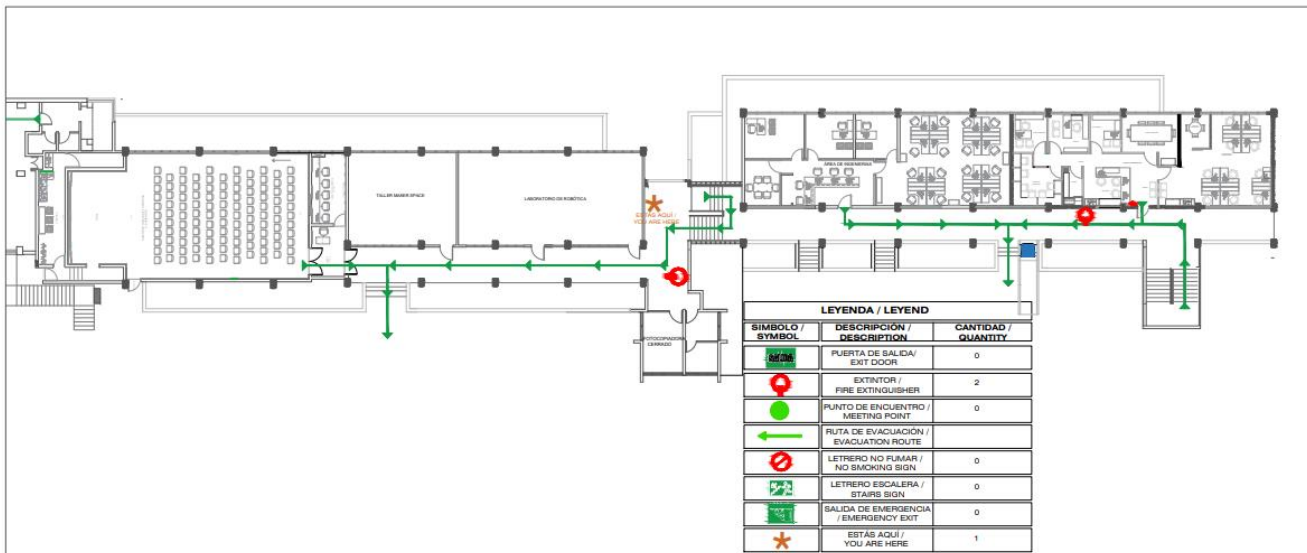 ÁREA DE INGENIERÍA
TALLER MAKER SPACE
LABORATORIO DE ROBÓTICA
ESTÁS AQUÍ /
YOU ARE HERE
FOTOCOPIADORA
CERRADO
LEYENDA / LEYEND
SIMBOLO / SYMBOL
DESCRIPCIÓN / DESCRIPTION
CANTIDAD / QUANTITY
PUERTA DE SALIDA/
EXIT DOOR
0
EXTINTOR /
FIRE EXTINGUISHER
2
PUNTO DE ENCUENTRO /
MEETING POINT
0
RUTA DE EVACUACIÓN /
EVACUATION ROUTE
LETRERO NO FUMAR /
NO SMOKING SIGN
0
LETRERO ESCALERA /
STAIRS SIGN
0
SALIDA DE EMERGENCIA
/ EMERGENCY EXIT
0
ESTÁS AQUÍ /
YOU ARE HERE
1